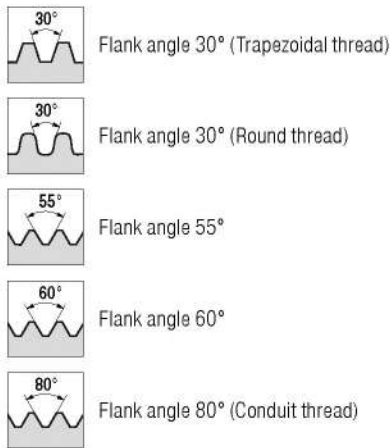 30°
Flank angle 30° (Trapezoidal thread)
30°
Flank angle 30° (Round thread)
55°
Flank angle 55°
60°
Flank angle 60°
80°
Flank angle 80° (Conduit thread)